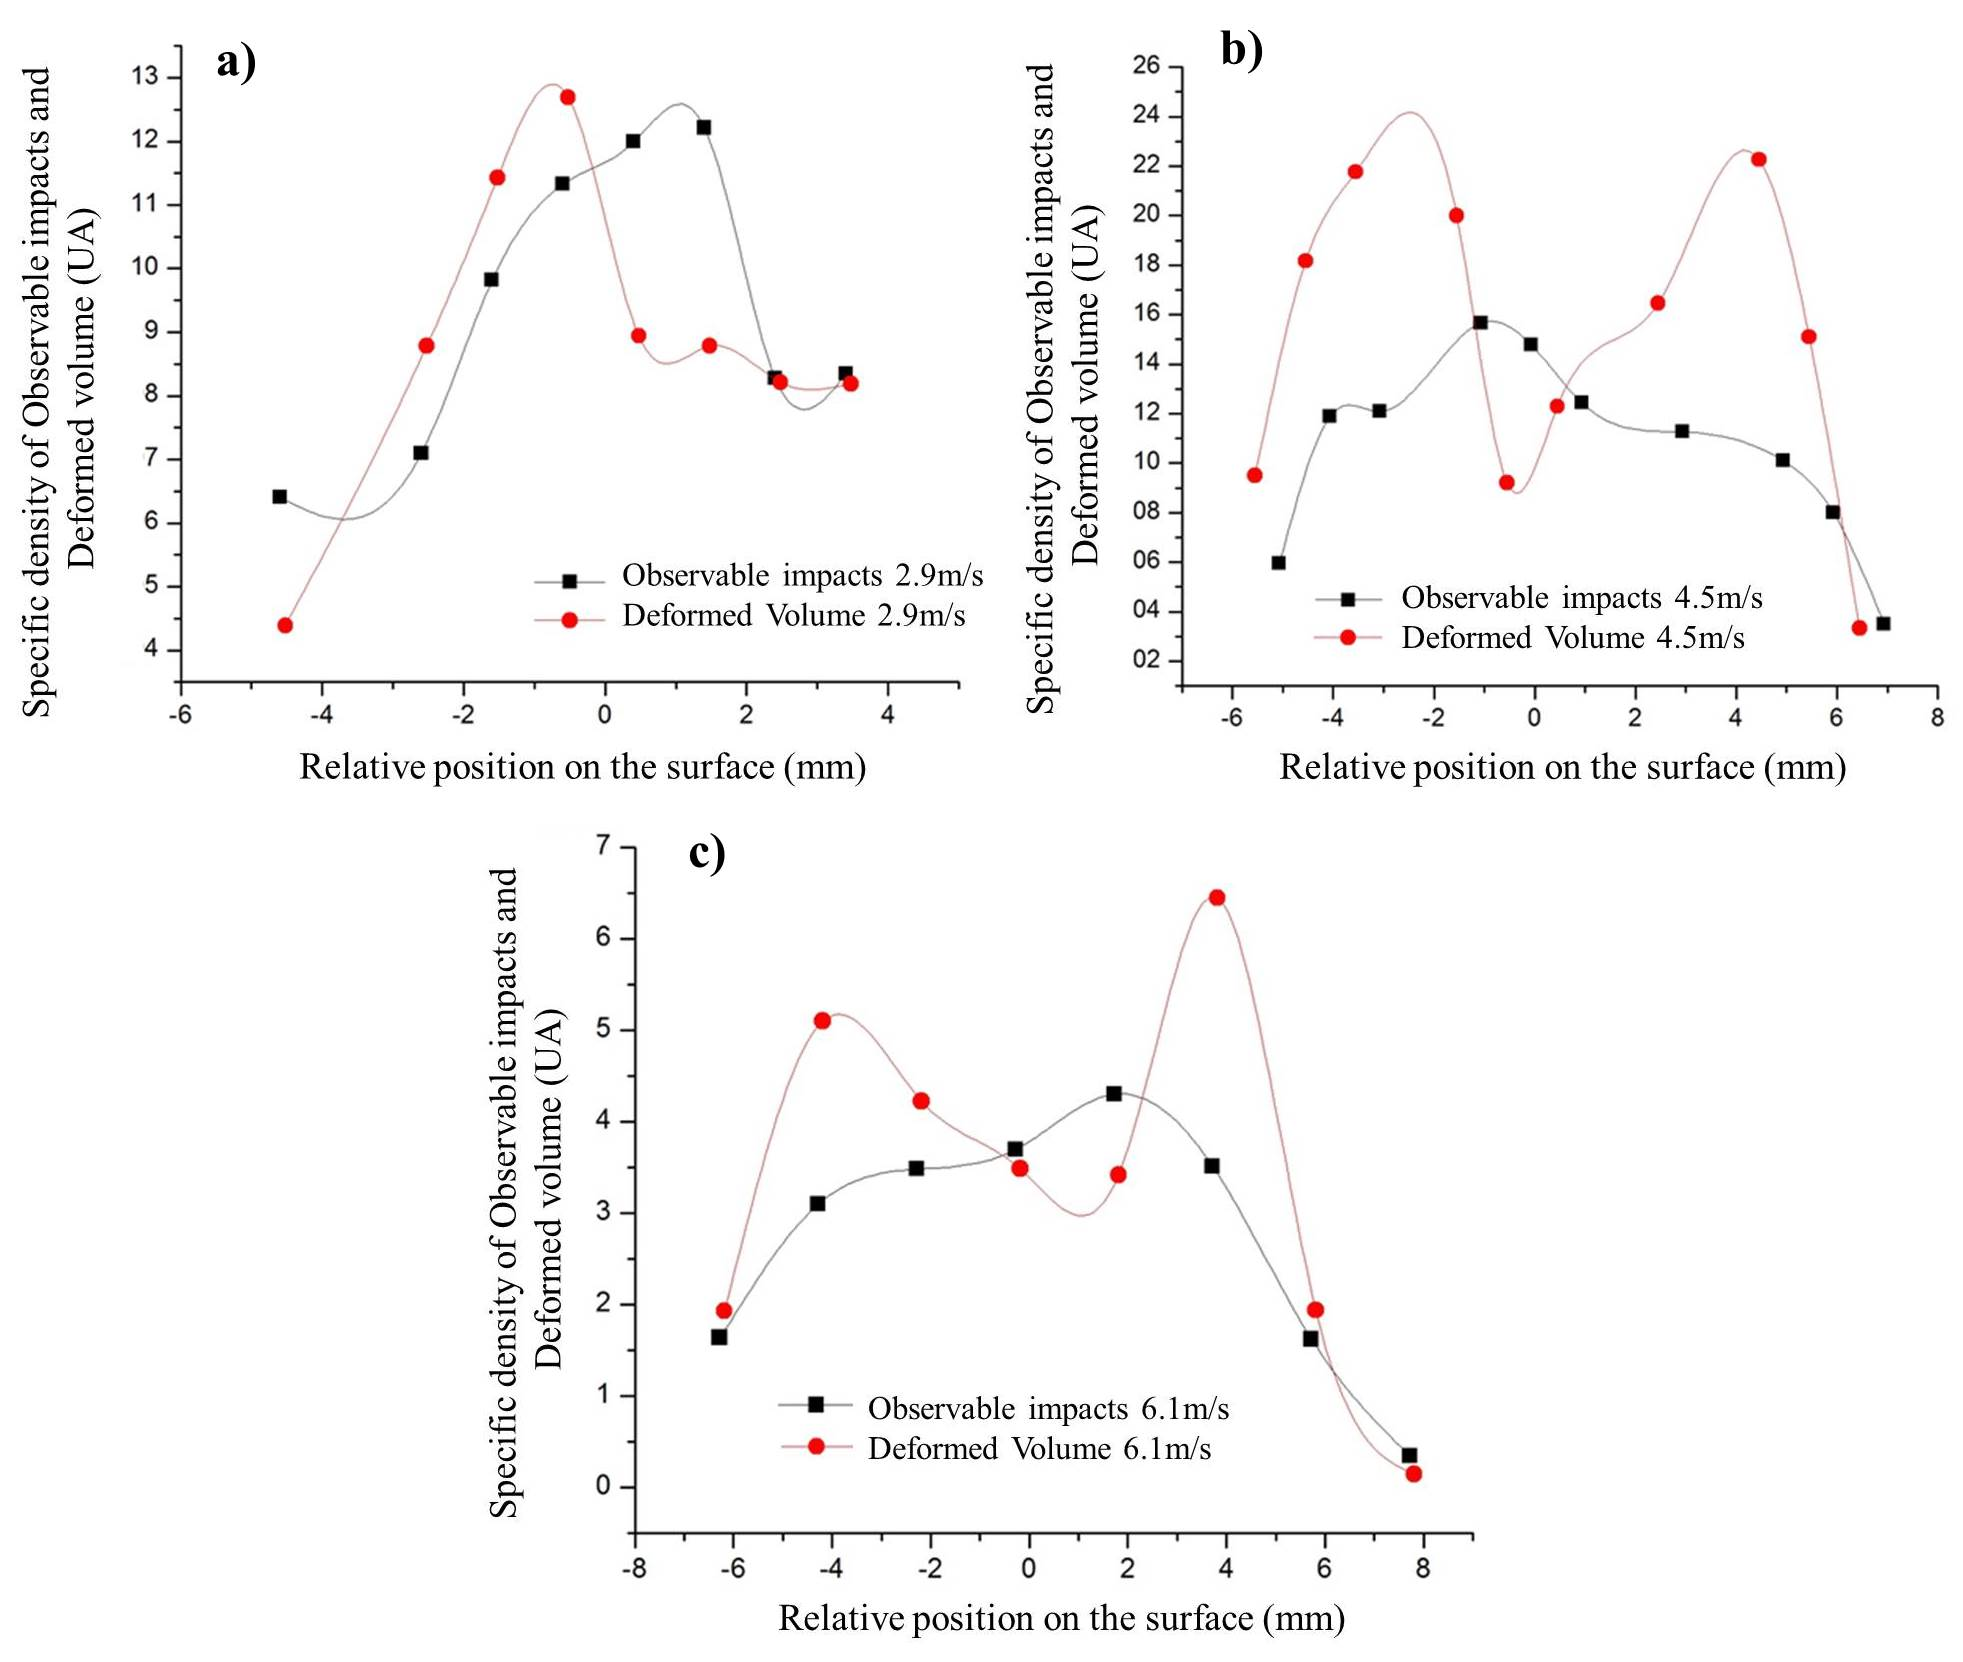 a)
Specific density of Observable impacts and
Deformed volume (UA)
13
12
11
10
9
8
7
6
5
4
-6 -4 -2 0 2 4
Observable impacts 2.9m/s
Deformed Volume 2.9m/s
Relative position on the surface (mm)
b)
Specific density of Observable impacts and
Deformed volume (UA)
26
24
22
20
18
16
14
12
10
08
06
04
02
-6 -4 -2 0 2 4 6 8
Observable impacts 4.5m/s
Deformed Volume 4.5m/s
Relative position on the surface (mm)
c)
Specific density of Observable impacts and
Deformed volume (UA)
7
6
5
4
3
2
1
0
-8 -6 -4 -2 0 2 4 6 8
Observable impacts 6.1m/s
Deformed Volume 6.1m/s
Relative position on the surface (mm)